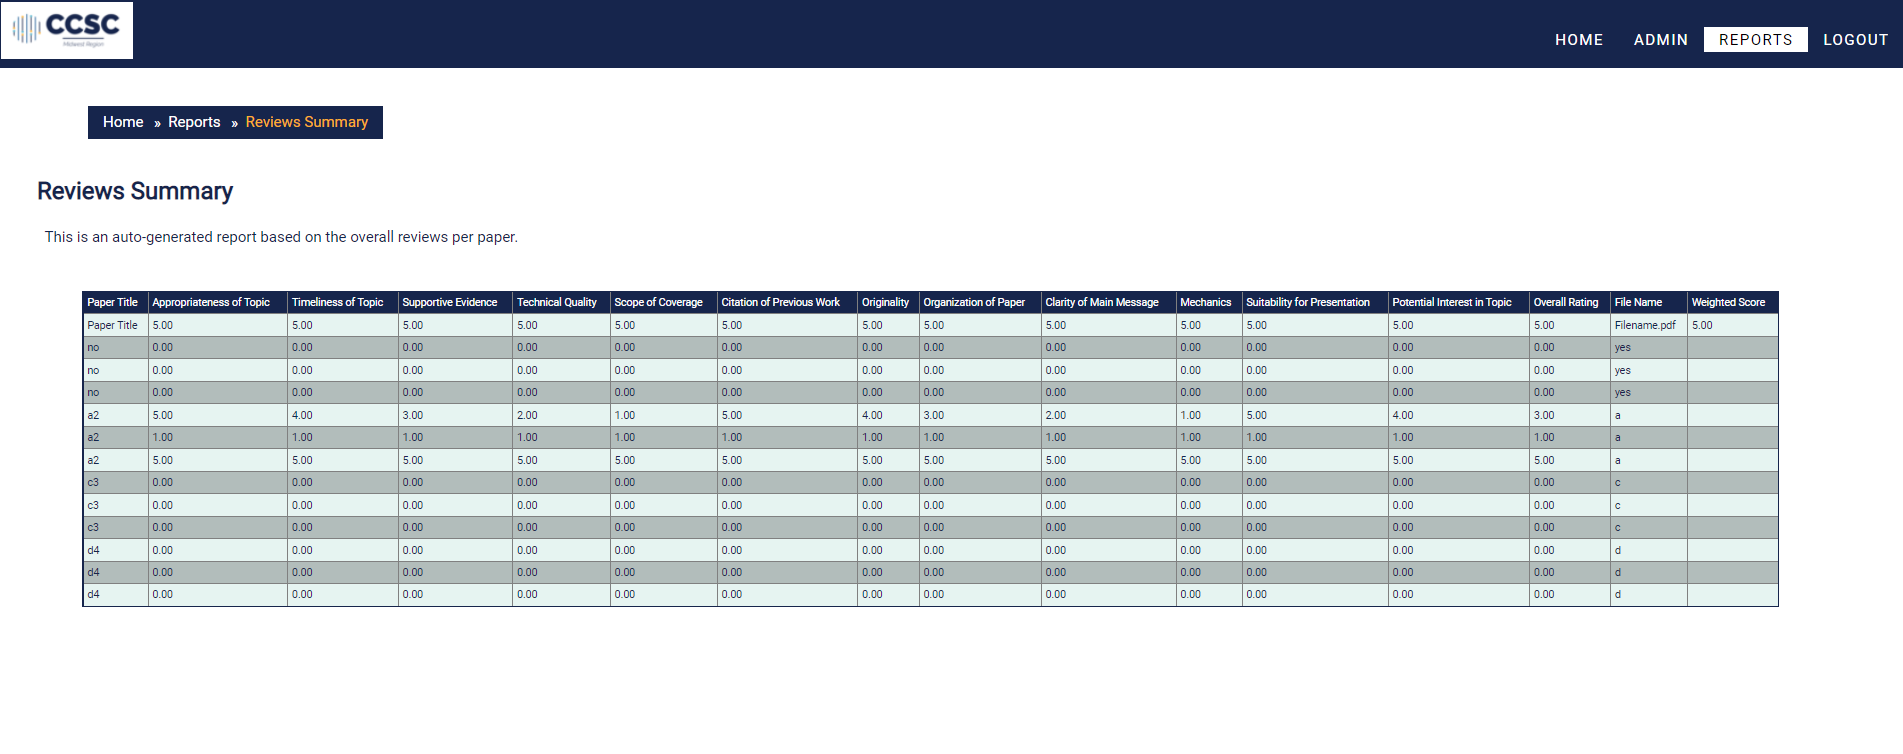 CCSC
Midwest Region
HOME ADMIN REPORTS LOGOUT
Home » Reports » Reviews Summary
Reviews Summary
This is an auto-generated report based on the overall reviews per paper.
Paper Title Appropriateness of Topic Timeliness of Topic Supportive Evidence Technical Quality Scope of Coverage Citation of Previous Work Originality Organization of Paper Clarity of Main Message Mechanics Suitability for Presentation Potential Interest in Topic Overall Rating File Name Weighted Score
Paper Title 5.00 5.00 5.00 5.00 5.00 5.00 5.00 5.00 5.00 5.00 5.00 5.00 5.00 Filename.pdf 5.00
no 0.00 0.00 0.00 0.00 0.00 0.00 0.00 0.00 0.00 0.00 0.00 0.00 0.00 yes
no 0.00 0.00 0.00 0.00 0.00 0.00 0.00 0.00 0.00 0.00 0.00 0.00 0.00 yes
no 0.00 0.00 0.00 0.00 0.00 0.00 0.00 0.00 0.00 0.00 0.00 0.00 0.00 yes
a2 5.00 4.00 3.00 2.00 1.00 5.00 4.00 3.00 2.00 1.00 5.00 4.00 3.00 a
a2 1.00 1.00 1.00 1.00 1.00 1.00 1.00 1.00 1.00 1.00 1.00 1.00 1.00 a
a2 5.00 5.00 5.00 5.00 5.00 5.00 5.00 5.00 5.00 5.00 5.00 5.00 5.00 a
c3 0.00 0.00 0.00 0.00 0.00 0.00 0.00 0.00 0.00 0.00 0.00 0.00 0.00 c
c3 0.00 0.00 0.00 0.00 0.00 0.00 0.00 0.00 0.00 0.00 0.00 0.00 0.00 c
c3 0.00 0.00 0.00 0.00 0.00 0.00 0.00 0.00 0.00 0.00 0.00 0.00 0.00 c
d4 0.00 0.00 0.00 0.00 0.00 0.00 0.00 0.00 0.00 0.00 0.00 0.00 0.00 d
d4 0.00 0.00 0.00 0.00 0.00 0.00 0.00 0.00 0.00 0.00 0.00 0.00 0.00 d
d4 0.00 0.00 0.00 0.00 0.00 0.00 0.00 0.00 0.00 0.00 0.00 0.00 0.00 d